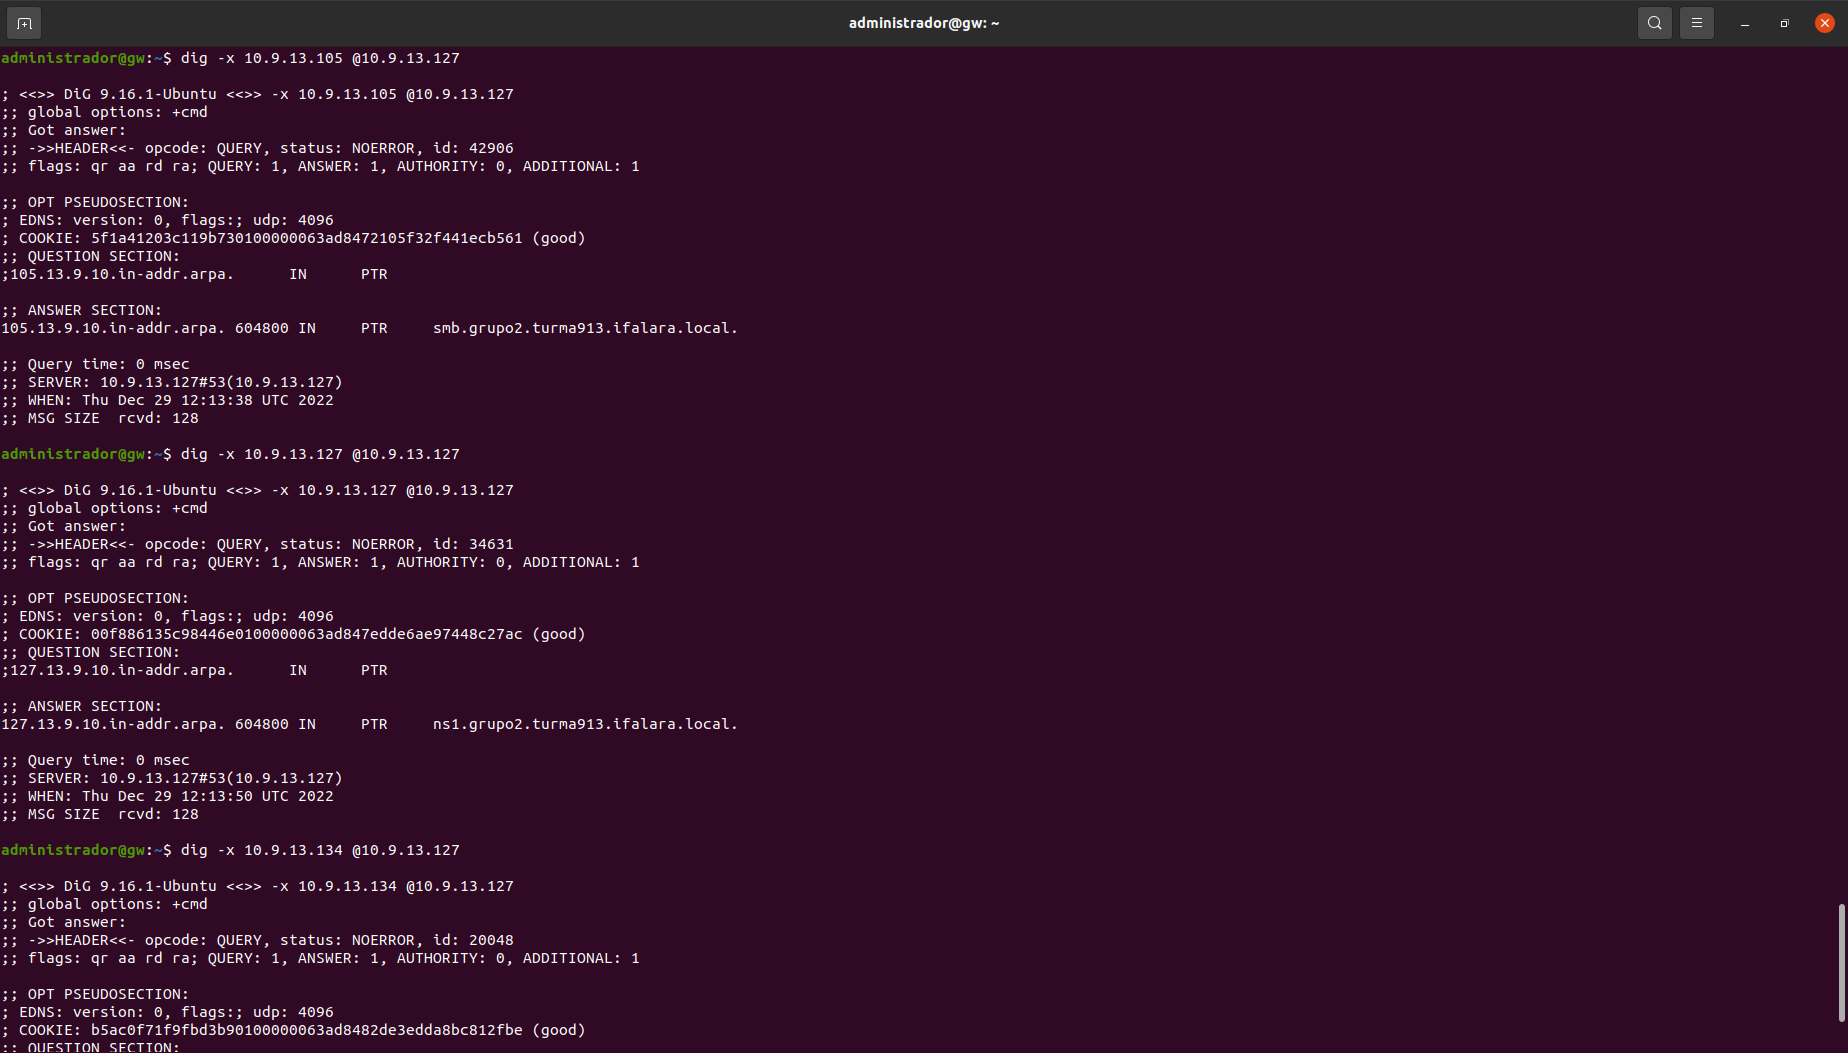 administrador@gw: ~
administrador@gw:~$ dig -x 10.9.13.105 @10.9.13.127

; <<>> DiG 9.16.1-Ubuntu <<>> -x 10.9.13.105 @10.9.13.127
;; global options: +cmd
;; Got answer:
;; ->>HEADER<<- opcode: QUERY, status: NOERROR, id: 42906
;; flags: qr aa rd ra; QUERY: 1, ANSWER: 1, AUTHORITY: 0, ADDITIONAL: 1

;; OPT PSEUDOSECTION:
; EDNS: version: 0, flags:; udp: 4096
; COOKIE: 5f1a41203c119b730100000063ad8472105f32f441ecb561 (good)
;; QUESTION SECTION:
;105.13.9.10.in-addr.arpa.      IN      PTR

;; ANSWER SECTION:
105.13.9.10.in-addr.arpa. 604800 IN     PTR     smb.grupo2.turma913.ifalara.local.

;; Query time: 0 msec
;; SERVER: 10.9.13.127#53(10.9.13.127)
;; WHEN: Thu Dec 29 12:13:38 UTC 2022
;; MSG SIZE  rcvd: 128

administrador@gw:~$ dig -x 10.9.13.127 @10.9.13.127

; <<>> DiG 9.16.1-Ubuntu <<>> -x 10.9.13.127 @10.9.13.127
;; global options: +cmd
;; Got answer:
;; ->>HEADER<<- opcode: QUERY, status: NOERROR, id: 34631
;; flags: qr aa rd ra; QUERY: 1, ANSWER: 1, AUTHORITY: 0, ADDITIONAL: 1

;; OPT PSEUDOSECTION:
; EDNS: version: 0, flags:; udp: 4096
; COOKIE: 00f886135c98446e0100000063ad847edde6ae97448c27ac (good)
;; QUESTION SECTION:
;127.13.9.10.in-addr.arpa.      IN      PTR

;; ANSWER SECTION:
127.13.9.10.in-addr.arpa. 604800 IN     PTR     ns1.grupo2.turma913.ifalara.local.

;; Query time: 0 msec
;; SERVER: 10.9.13.127#53(10.9.13.127)
;; WHEN: Thu Dec 29 12:13:50 UTC 2022
;; MSG SIZE  rcvd: 128

administrador@gw:~$ dig -x 10.9.13.134 @10.9.13.127

; <<>> DiG 9.16.1-Ubuntu <<>> -x 10.9.13.134 @10.9.13.127
;; global options: +cmd
;; Got answer:
;; ->>HEADER<<- opcode: QUERY, status: NOERROR, id: 20048
;; flags: qr aa rd ra; QUERY: 1, ANSWER: 1, AUTHORITY: 0, ADDITIONAL: 1

;; OPT PSEUDOSECTION:
; EDNS: version: 0, flags:; udp: 4096
; COOKIE: b5ac0f71f9fbd3b90100000063ad8482de3edda8bc812fbe (good)
;; QUESTION SECTION: